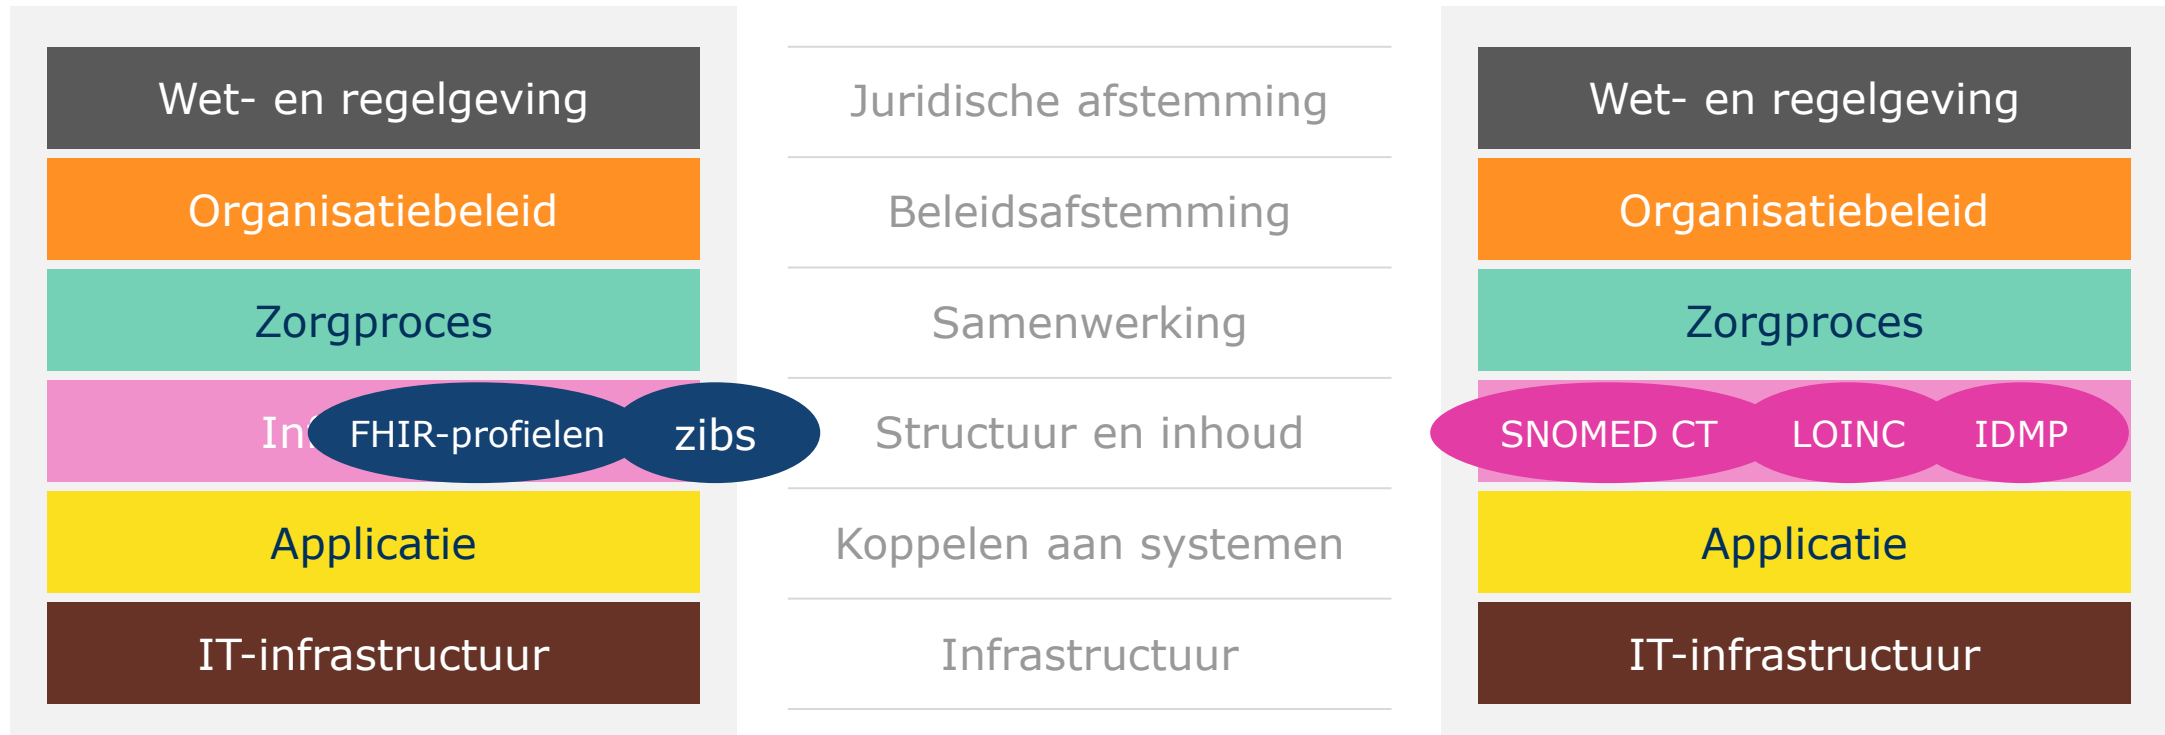 Wet- en regelgeving
Organisatiebeleid
Zorgproces
FHIR-profielen
zibs
Applicatie
IT-infrastructuur
Juridische afstemming
Beleidsafstemming
Samenwerking
Structuur en inhoud
Koppelen aan systemen
Infrastructuur
Wet- en regelgeving
Organisatiebeleid
Zorgproces
SNOMED CT
LOINC
IDMP
Applicatie
IT-infrastructuur